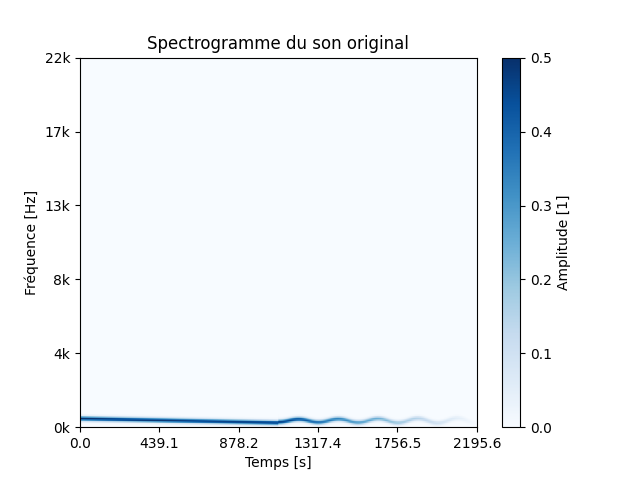 Spectrogramme du son original
22k
17k
13k
8k
4k
0k
Fréquence [Hz]
0.0 439.1 878.2 1317.4 1756.5 2195.6
Temps [s]
0.5
0.4
0.3
0.2
0.1
0.0
Amplitude [1]